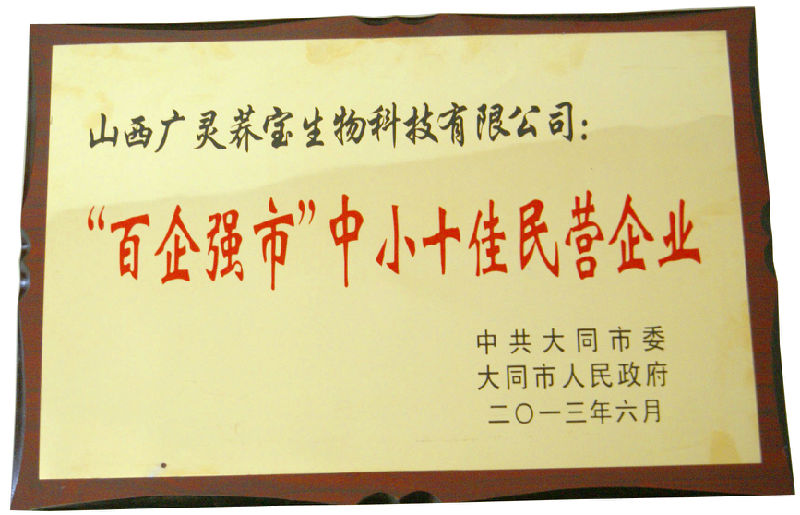 山西广灵荞宝生物科技有限公司：
“百企强市”中小十佳民营企业
中共大同市委
大同市人民政府
二〇一三年六月